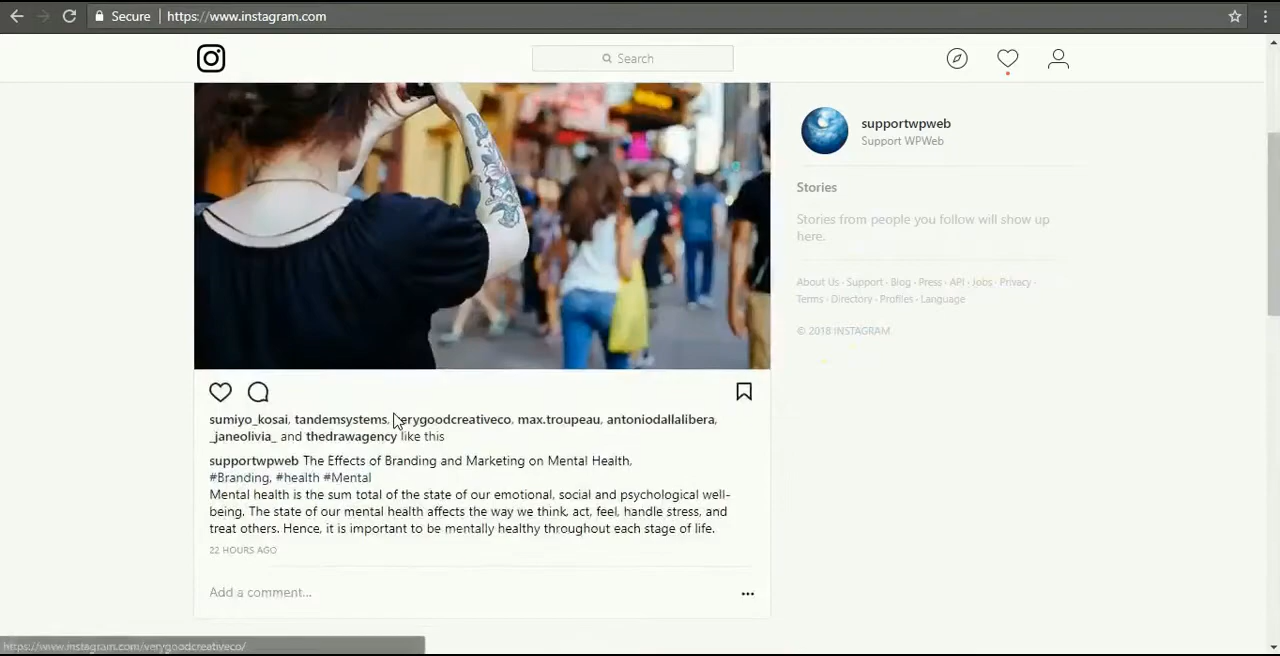 Secure https://www.instagram.com
Search
supportwpweb
Support WPWeb
Stories
Stories from people you follow will show up
here.
About Us · Support · Blog · Press · API · Jobs · Privacy ·
Terms · Directory · Profiles · Language
© 2018 INSTAGRAM
sumiyo_kosai, tandemsystems, verygoodcreativeco, max.troupeau, antoniodallalibera,
_janeolivia_ and thedrawagency like this
supportwpweb The Effects of Branding and Marketing on Mental Health,
#Branding, #health #Mental
Mental health is the sum total of the state of our emotional, social and psychological well-
being. The state of our mental health affects the way we think, act, feel, handle stress, and
treat others. Hence, it is important to be mentally healthy throughout each stage of life.
22 HOURS AGO
Add a comment...
https://www.instagram.com/verygoodcreativeco/